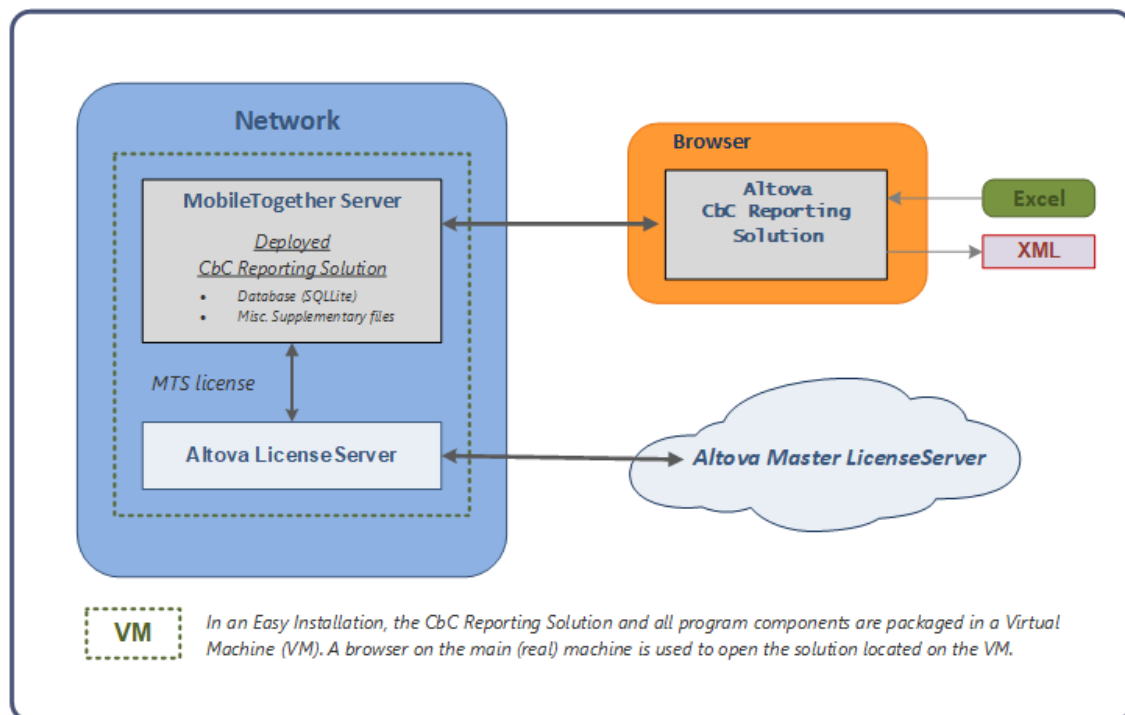 Network
MobileTogether Server
Deployed
CbC Reporting Solution
• Database (SQLLite)
• Misc. Supplementary files
MTS license
Altova LicenseServer
Browser
Altova
CbC Reporting
Solution
Excel
XML
Altova Master LicenseServer
VM
In an Easy Installation, the CbC Reporting Solution and all program components are packaged in a Virtual
Machine (VM). A browser on the main (real) machine is used to open the solution located on the VM.